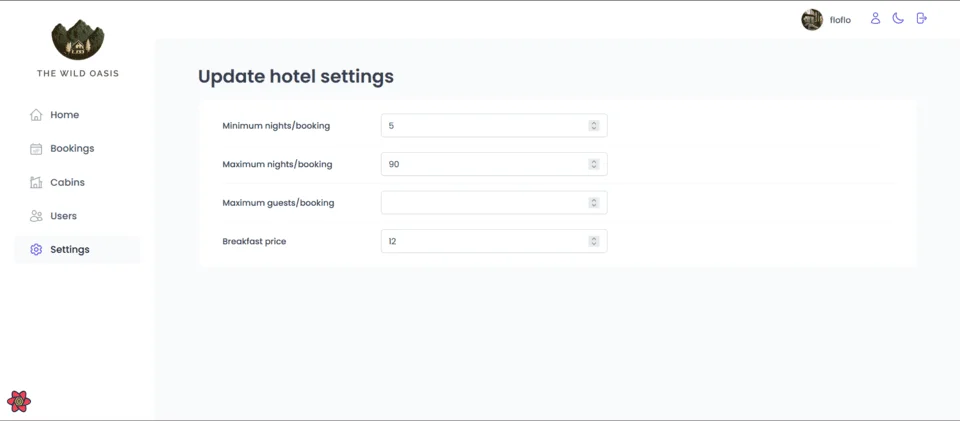 floflo
THE WILD OASIS
Home
Bookings
Cabins
Users
Settings
Update hotel settings
Minimum nights/booking
5
Maximum nights/booking
90
Maximum guests/booking
Breakfast price
12